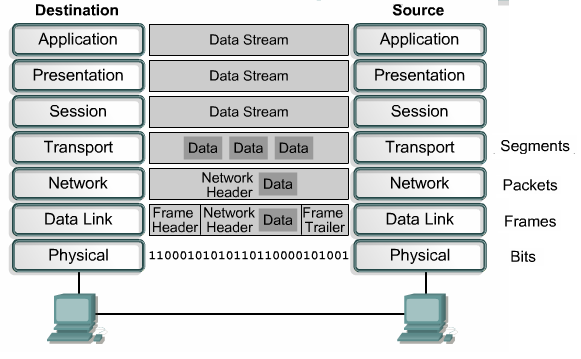 Destination Source
Application Data Stream Application
Presentation Data Stream Presentation
Session Data Stream Session
Transport Data Data Data Transport Segments
Network Network Header Data Network Packets
Data Link Frame Header Network Header Data Frame Trailer Data Link Frames
Physical 1100010101011011000010​1001 Physical Bits